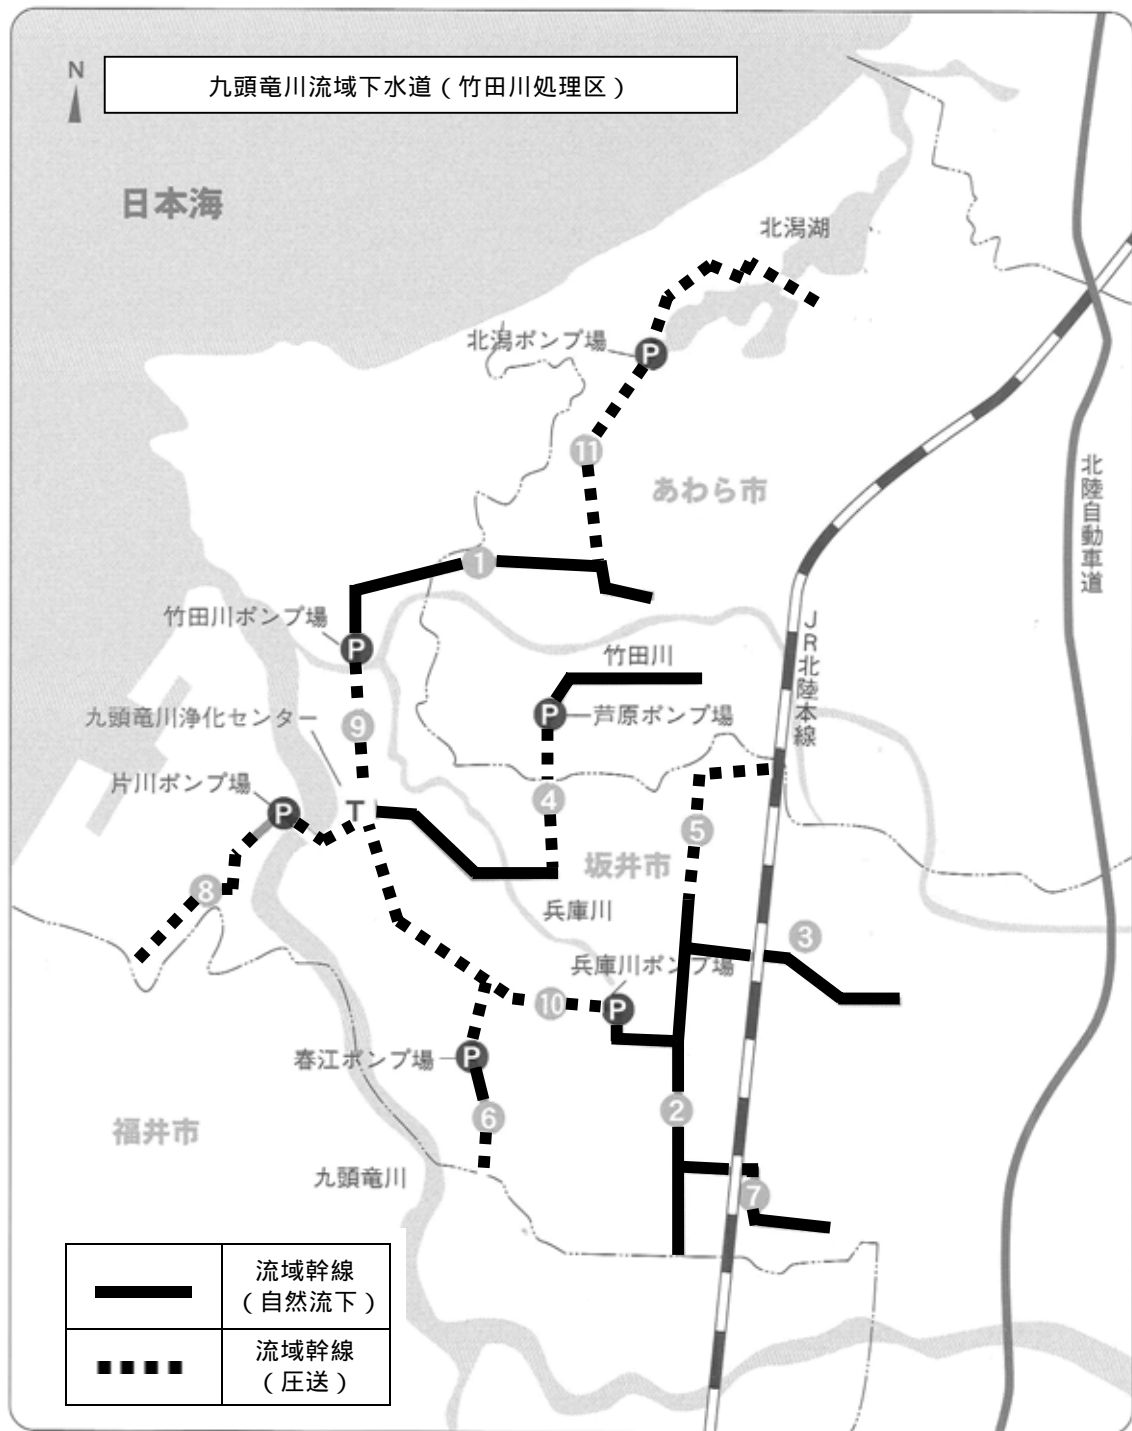 九頭竜川流域下水道(竹田川処理区)
N
日本海
北潟湖
北潟ポンプ場
P
⑪
あわら市
北陸自動車道
①
竹田川ポンプ場
P
JR北陸本線
竹田川
P
芦原ポンプ場
九頭竜川浄化センター
⑨
片川ポンプ場
P
T
④
⑤
坂井市
⑧
兵庫川
③
兵庫川ポンプ場
⑩
P
春江ポンプ場
P
⑥
②
福井市
九頭竜川
⑦
流域幹線
(自然流下)
流域幹線
(圧送)